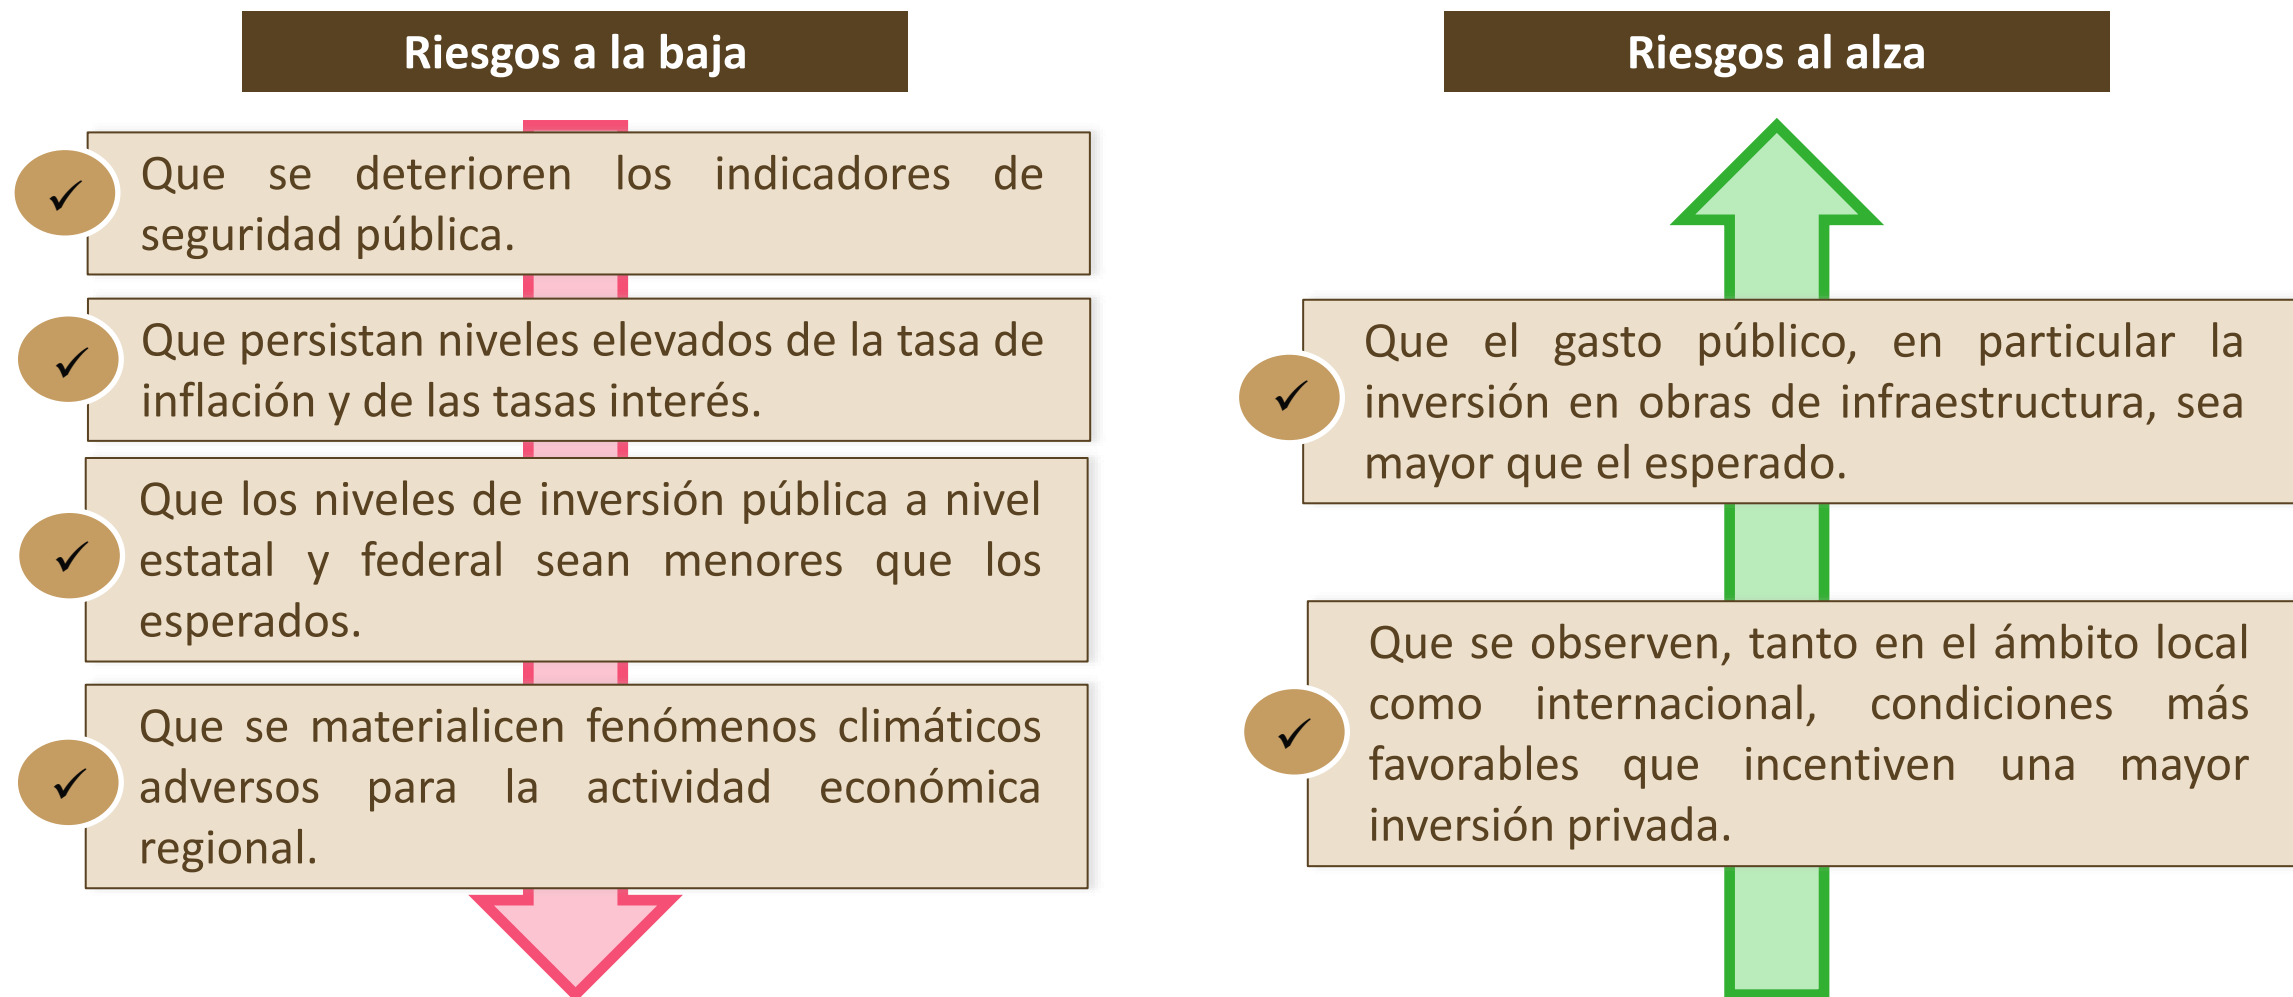 Riesgos a la baja
Que se deterioren los indicadores de
seguridad pública.
Que persistan niveles elevados de la tasa de
inflación y de las tasas interés.
Que los niveles de inversión pública a nivel
estatal y federal sean menores que los
esperados.
Que se materialicen fenómenos climáticos
adversos para la actividad económica
regional.
Riesgos al alza
Que el gasto público, en particular la
inversión en obras de infraestructura, sea
mayor que el esperado.
Que se observen, tanto en el ámbito local
como internacional, condiciones más
favorables que incentiven una mayor
inversión privada.